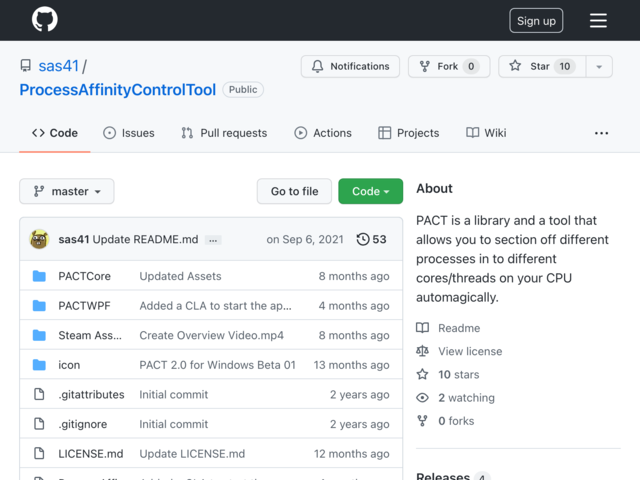 Sign up
sas41 /
ProcessAffinityControlTool Public
Notifications Fork 0 Star 10
Code Issues Pull requests Actions Projects Wiki
master Go to file Code
sas41 Update README.md ... on Sep 6, 2021 53
PACTCore Updated Assets 8 months ago
PACTWPF Added a CLA to start the ap... 4 months ago
Steam Ass... Create Overview Video.mp4 8 months ago
icon PACT 2.0 for Windows Beta 01 13 months ago
.gitattributes Initial commit 2 years ago
.gitignore Initial commit 2 years ago
LICENSE.md Update LICENSE.md 12 months ago
About
PACT is a library and a tool that
allows you to section off different
processes in to different
cores/threads on your CPU
automagically.
Readme
View license
10 stars
2 watching
0 forks
Releases 4